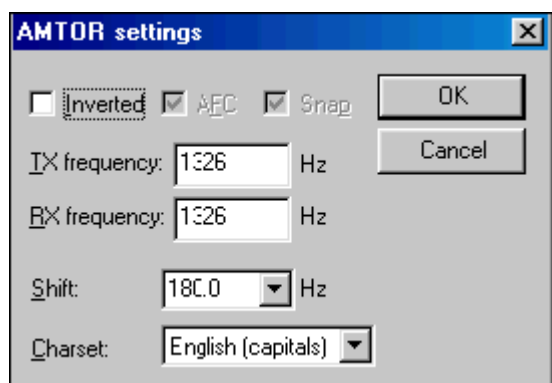 AMTOR settings
Inverted AFC Snap OK
Cancel
TX frequency: 1326 Hz
RX frequency: 1326 Hz
Shift: 180.0 Hz
Charset: English (capitals)